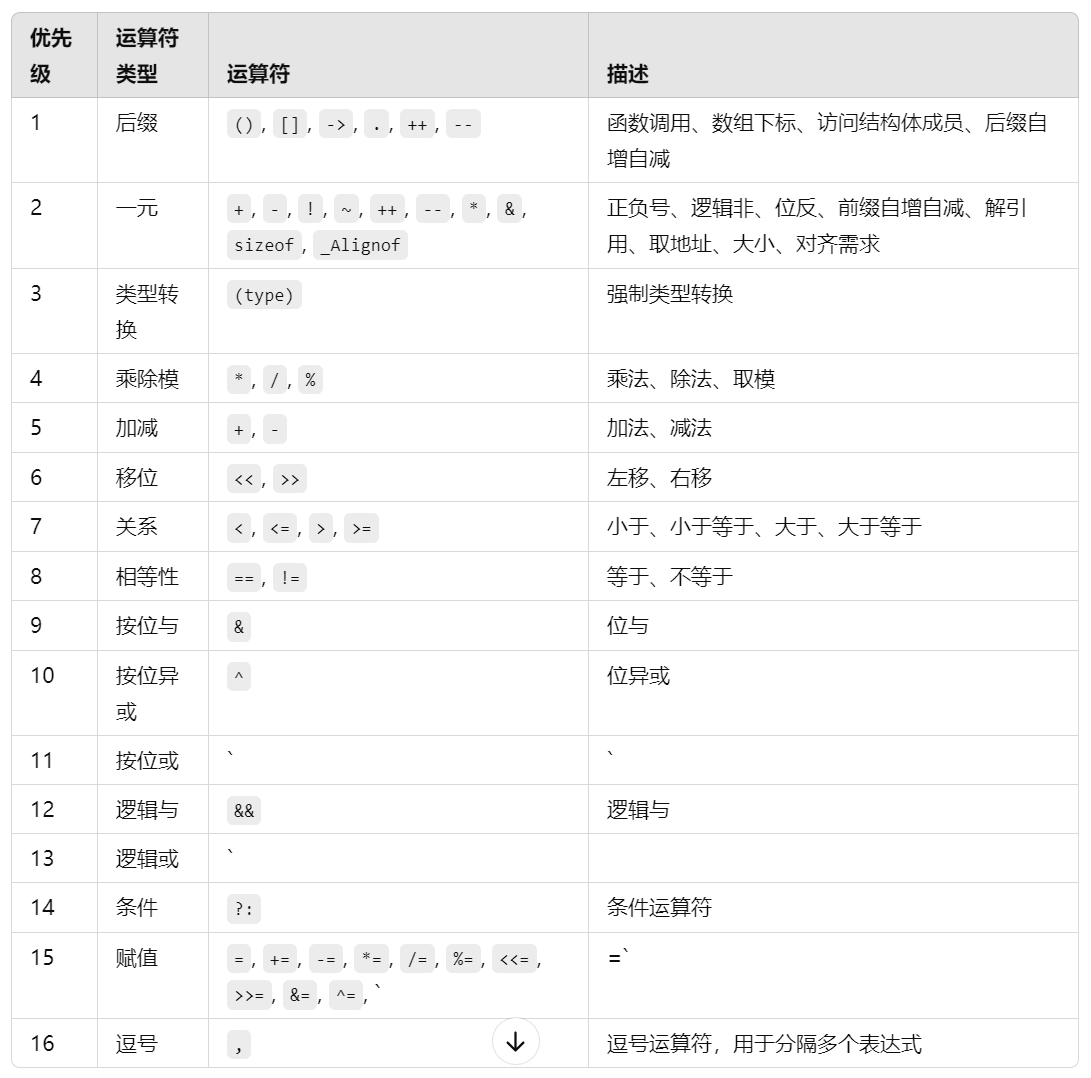 优先级 运算符类型 运算符 描述
1 后缀 (), [], ->, ., ++, -- 函数调用、数组下标、访问结构体成员、后缀自
增自减
2 一元 +, -, !, ~, ++, --, *, &, 正负号、逻辑非、位反、前缀自增自减、解引
sizeof, _Alignof 用、取地址、大小、对齐需求
3 类型转 (type) 强制类型转换
换
4 乘除模 *, /, % 乘法、除法、取模
5 加减 +, - 加法、减法
6 移位 <<, >> 左移、右移
7 关系 <, <=, >, >= 小于、小于等于、大于、大于等于
8 相等性 ==, != 等于、不等于
9 按位与 & 位与
10 按位异 ^ 位异或
或
11 按位或 ` `
12 逻辑与 && 逻辑与
13 逻辑或 `
14 条件 ?: 条件运算符
15 赋值 =, +=, -=, *=, /=, %=, <<=, =`
>>=, &=, ^=, `
16 逗号 , 逗号运算符，用于分隔多个表达式